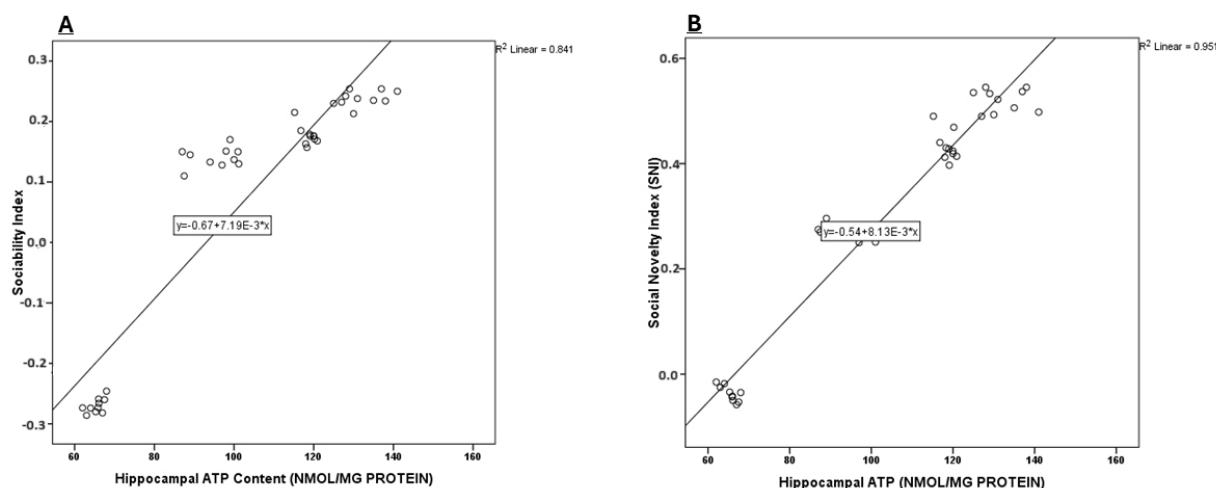 A
R2 Linear = 0.841
0.3
0.2
0.1
0.0
-0.1
-0.2
-0.3
Sociability Index
y=-0.67+7.19E-3*x
60 80 100 120 140 160
Hippocampal ATP Content (NMOL/MG PROTEIN)
B
R2 Linear = 0.951
0.6
0.4
0.2
0.0
Social Novelty Index (SNI)
y=-0.54+8.13E-3*x
60 80 100 120 140 160
Hippocampal ATP (NMOL/MG PROTEIN)